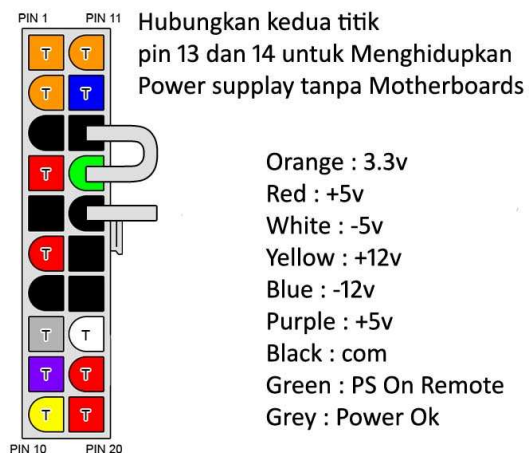 PIN 1 PIN 11
Hubungkan kedua titik
pin 13 dan 14 untuk Menghidupkan
Power supplay tanpa Motherboards
T T
T T
T
T
T T
T T
T T
PIN 10 PIN 20
Orange : 3.3v
Red : +5v
White : -5v
Yellow : +12v
Blue : -12v
Purple : +5v
Black : com
Green : PS On Remote
Grey : Power Ok